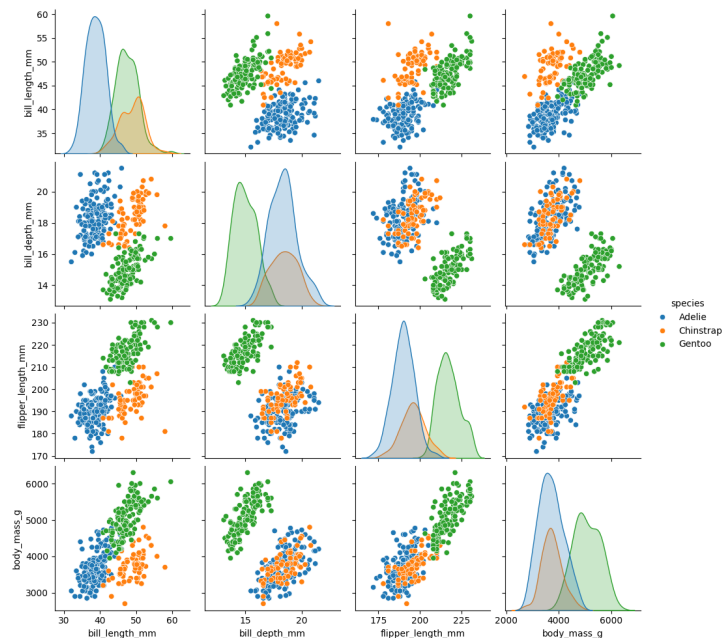 60
55
50
45
40
35
bill_length_mm
20
18
16
14
bill_depth_mm
230
220
210
200
190
180
170
flipper_length_mm
6000
5000
4000
3000
body_mass_g
30 40 50 60
bill_length_mm
15 20
bill_depth_mm
175 200 225
flipper_length_mm
2000 4000 6000
body_mass_g
species
Adelie
Chinstrap
Gentoo